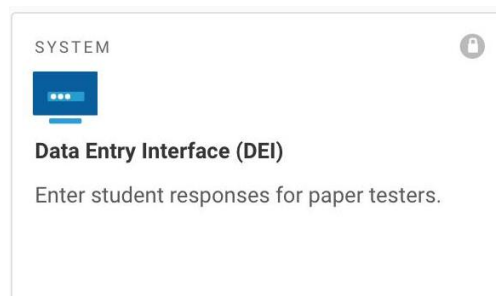 SYSTEM
Data Entry Interface (DEI)
Enter student responses for paper testers.